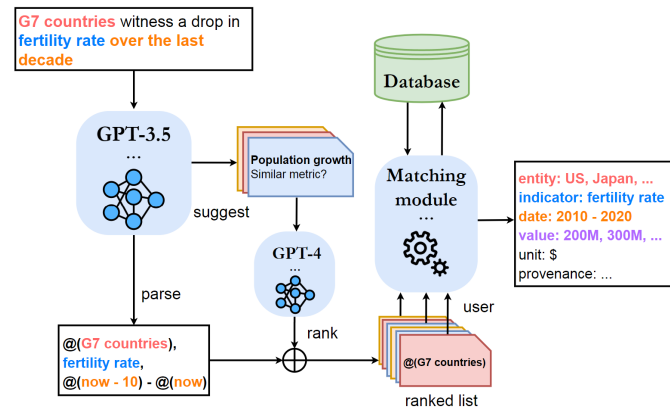 G7 countries witness a drop in
fertility rate over the last
decade
GPT-3.5
...
suggest
parse
Population growth
Similar metric?
GPT-4
...
rank
@(G7 countries),
fertility rate,
@(now - 10) - @(now)
Database
Matching
module
...
user
@(G7 countries)
ranked list
entity: US, Japan, ...
indicator: fertility rate
date: 2010 - 2020
value: 200M, 300M, ...
unit: $
provenance: ...